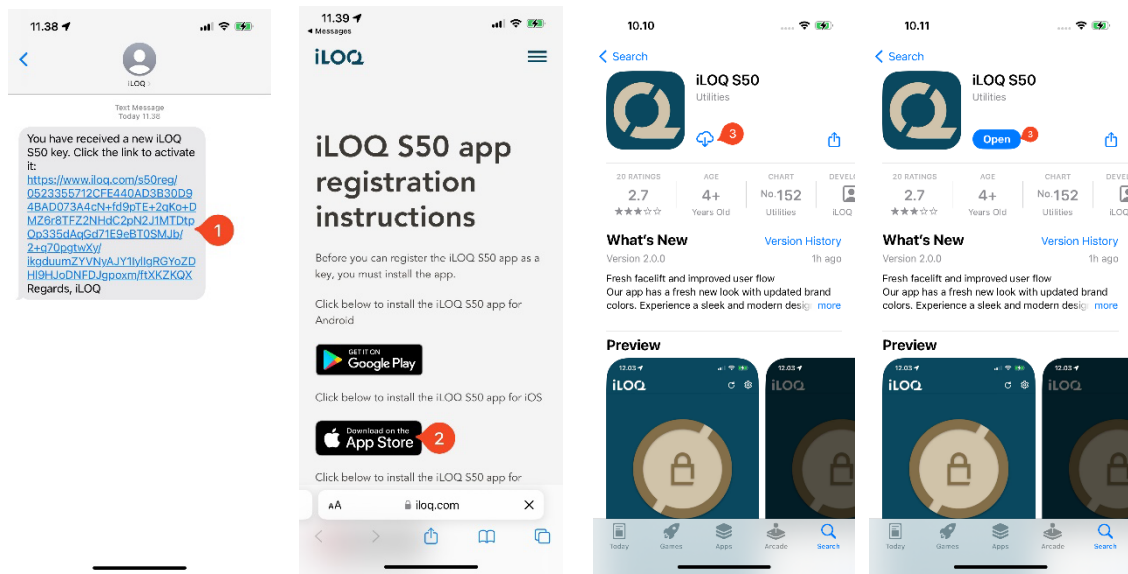 11.38
iLOQ
Text Message
Today 11.38
You have received a new iLOQ
S50 key. Click the link to activate
it:
https://www.iloq.com/s50reg/
0523355712CFE440AD3B30D9
4BAD073A4cN+fd9pTE+2qKo+D
MZ6r8TFZ2NHdC2pN2J1MTDtp
Op335dAqGd71E9eBT0SMJb/
2+q70pgtwXy/
ikgduumZYVNyAJY1IyIlgRGYoZD
HI9HJoDNFDJgpoxm/ftXKZKQX
Regards, iLOQ
1
11.39
Messages
iLOQ
iLOQ S50 app
registration
instructions
Before you can register the iLOQ S50 app as a
key, you must install the app.
Click below to install the iLOQ S50 app for
Android
GET IT ON
Google Play
Click below to install the iLOQ S50 app for iOS
Download on the
App Store
2
Click below to install the iLOQ S50 app for
AA
iloq.com
10.10
Search
iLOQ S50
Utilities
3
20 RATINGS AGE CHART DEVEL
2.7 4+ No.152
Years Old Utilities iLOQ
What's New Version History
Version 2.0.0 1h ago
Fresh facelift and improved user flow
Our app has a fresh new look with updated brand
colors. Experience a sleek and modern desig more
Preview
12.03 12.03
iLOQ iLOQ
Today Games Apps Arcade Search
10.11
Search
iLOQ S50
Utilities
Open 3
20 RATINGS AGE CHART DEVEL
2.7 4+ No.152
Years Old Utilities iLOQ
What's New Version History
Version 2.0.0 1h ago
Fresh facelift and improved user flow
Our app has a fresh new look with updated brand
colors. Experience a sleek and modern desig more
Preview
12.03 12.03
iLOQ iLOQ
Today Games Apps Arcade Search